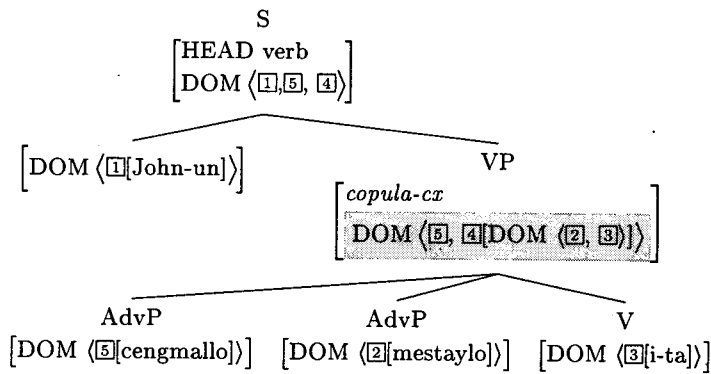 S
[HEAD verb
DOM ⟨[1],[5], [4]⟩]
[DOM ⟨[1][John-un]⟩]
VP
[copula-cx
DOM ⟨[5], [4][DOM ⟨[2], [3]⟩]⟩]
AdvP AdvP V
[DOM ⟨[5][cengmallo]⟩] [DOM ⟨[2][mestaylo]⟩] [DOM ⟨[3][i-ta]⟩]